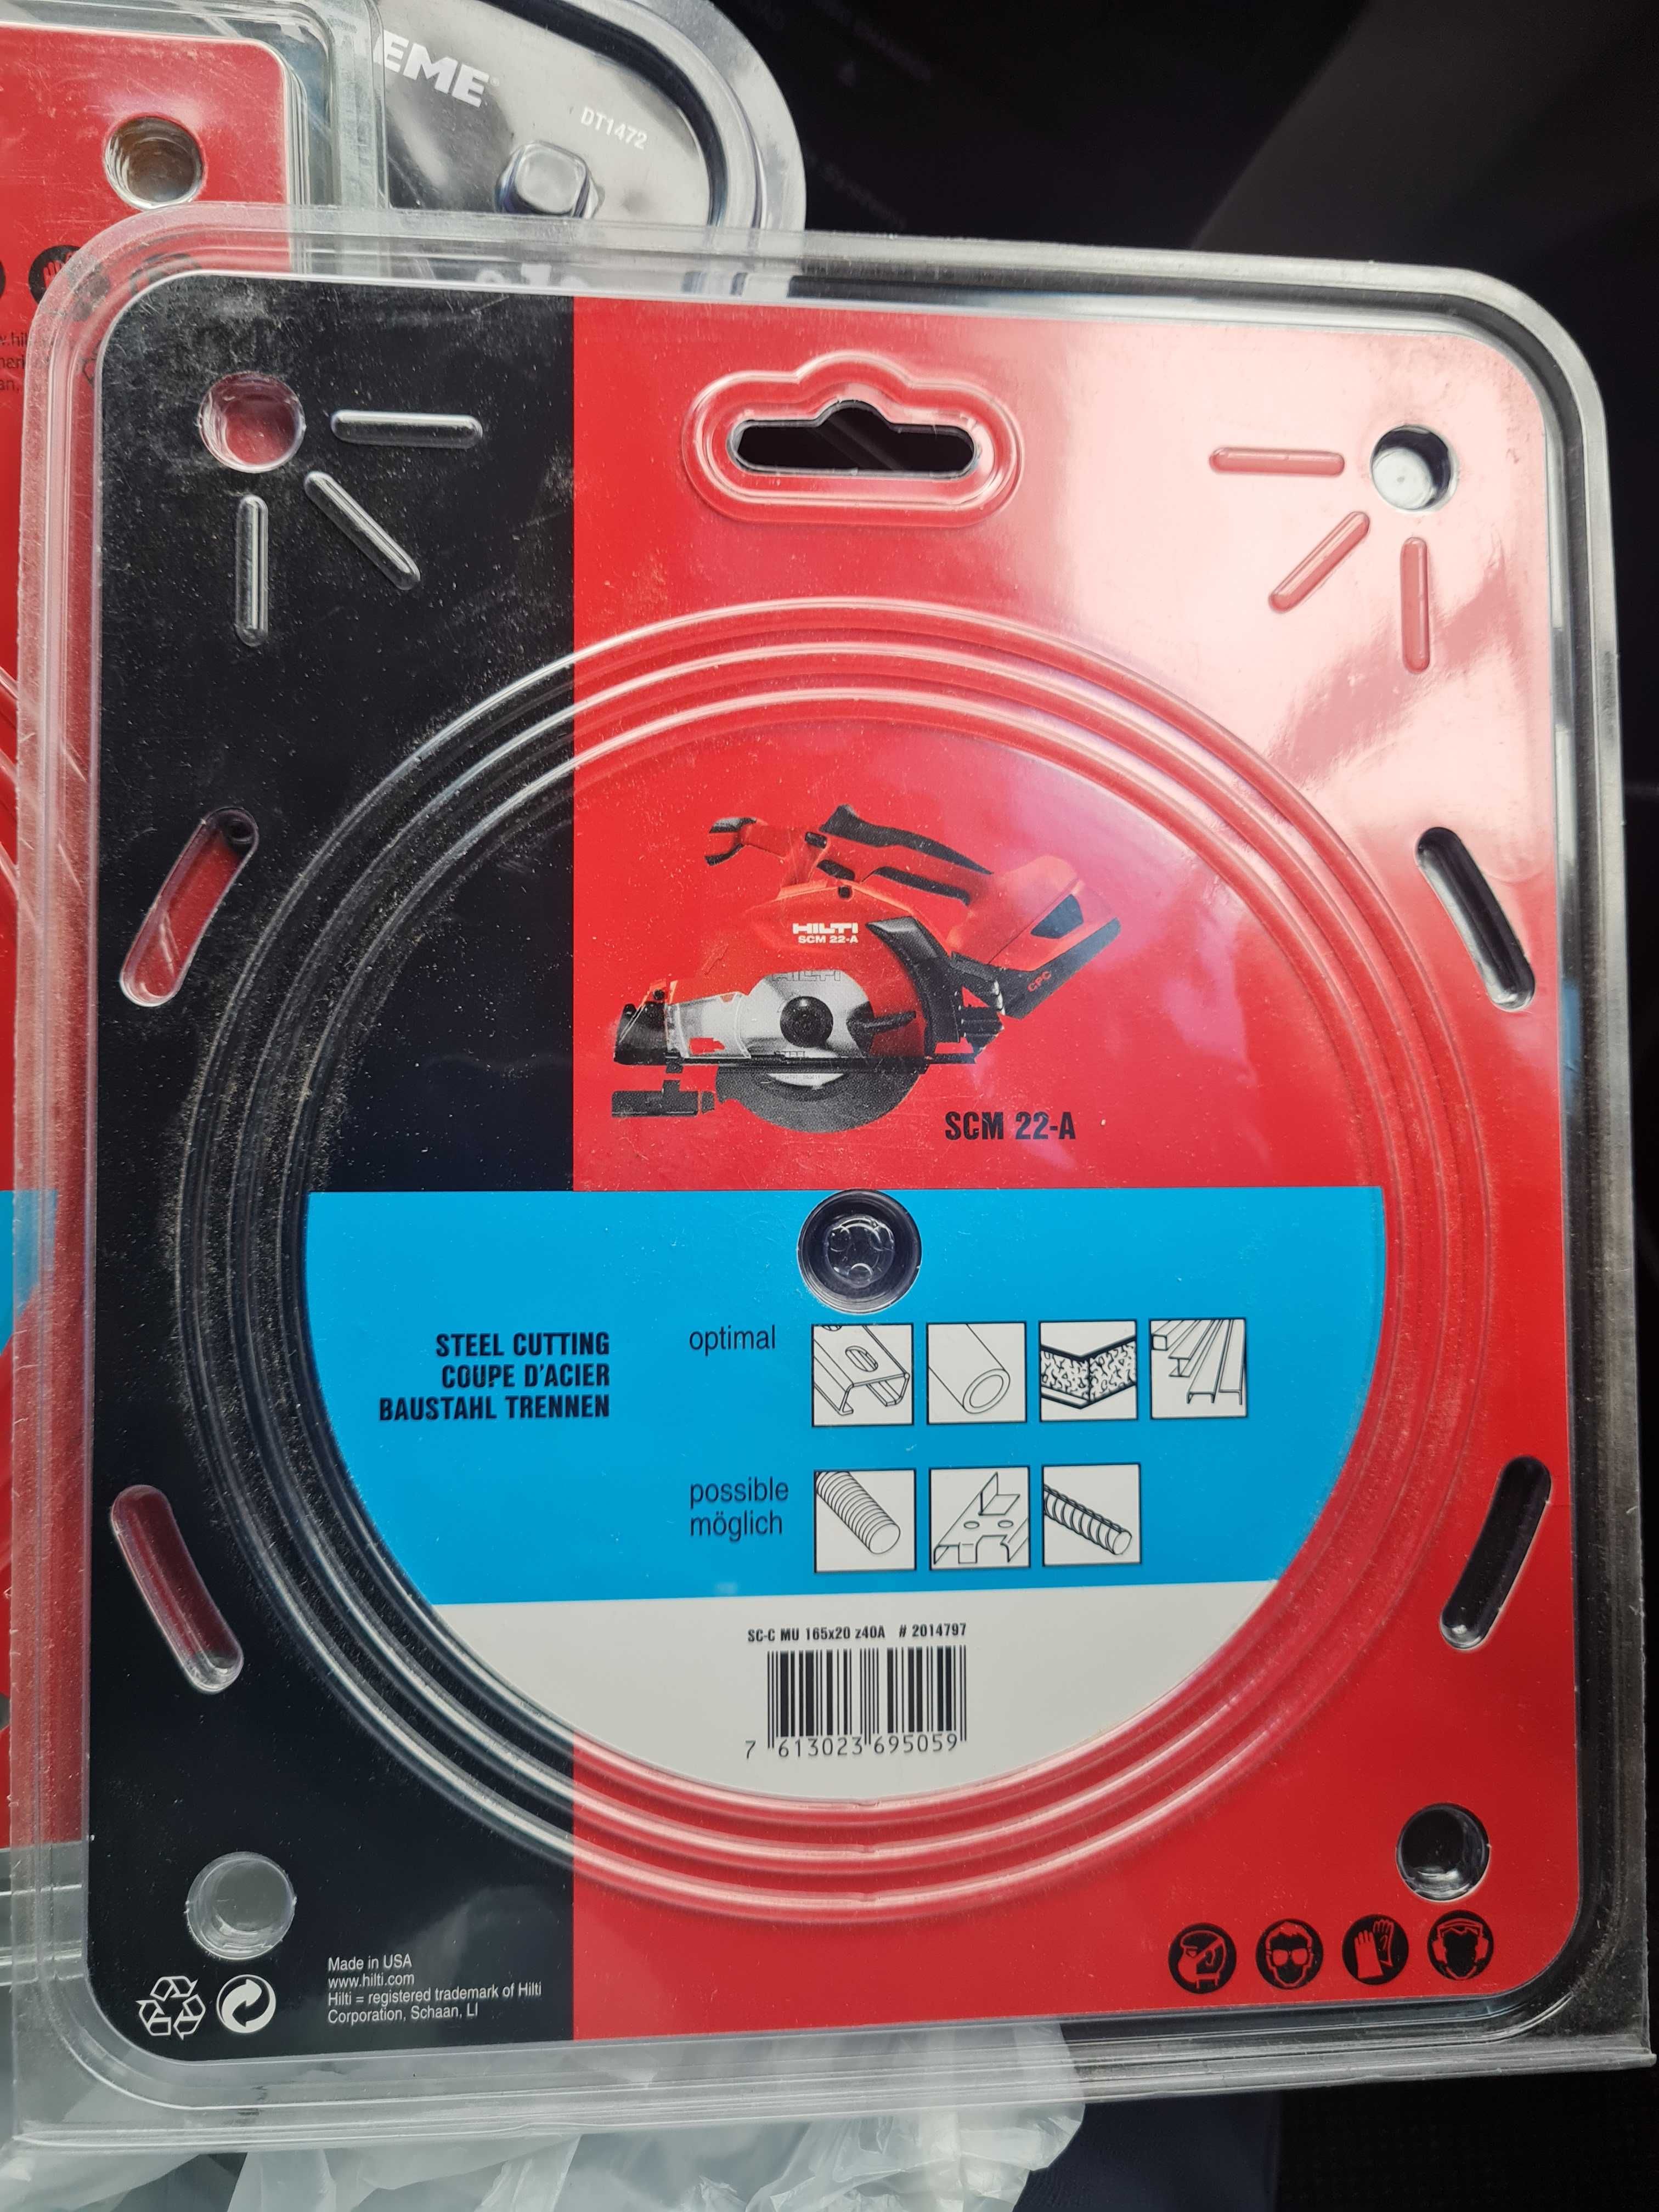 EME
DT1472
HILTI
SCM 22-A
HILTI
CPC
SCM 22-A
STEEL CUTTING
COUPE D'ACIER
BAUSTAHL TRENNEN
optimal
possible
möglich
SC-C MU 165x20 z40A # 2014797
7 613023 695059
Made in USA
www.hilti.com
Hilti = registered trademark of Hilti
Corporation, Schaan, LI